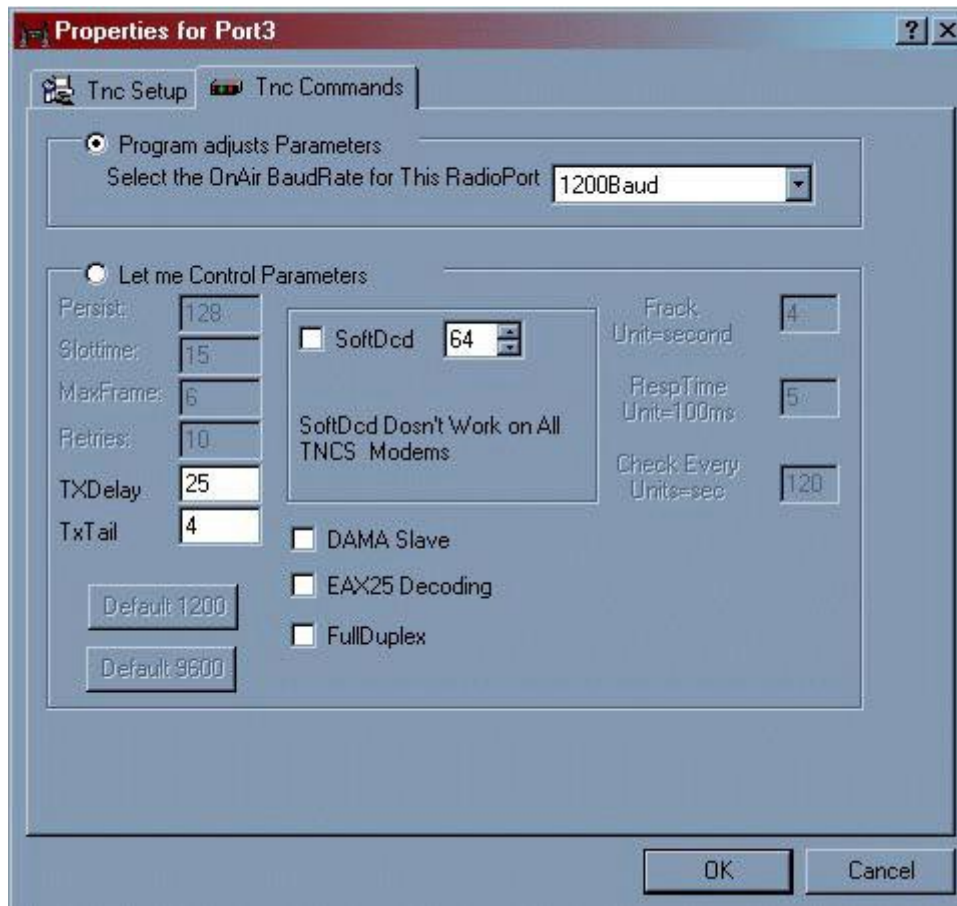 Properties for Port3
Tnc Setup
Tnc Commands
Program adjusts Parameters
Select the OnAir BaudRate for This RadioPort
1200Baud
Let me Control Parameters
Persist:
128
Slottime:
15
MaxFrame:
6
Retries:
10
TXDelay
25
TxTail
4
Default 1200
Default 9600
SoftDcd
64
SoftDcd Dosn't Work on All
TNCS Modems
DAMA Slave
EAX25 Decoding
FullDuplex
Frack
Unit=second
4
RespTime
Unit=100ms
5
Check Every
Units=sec
120
OK
Cancel